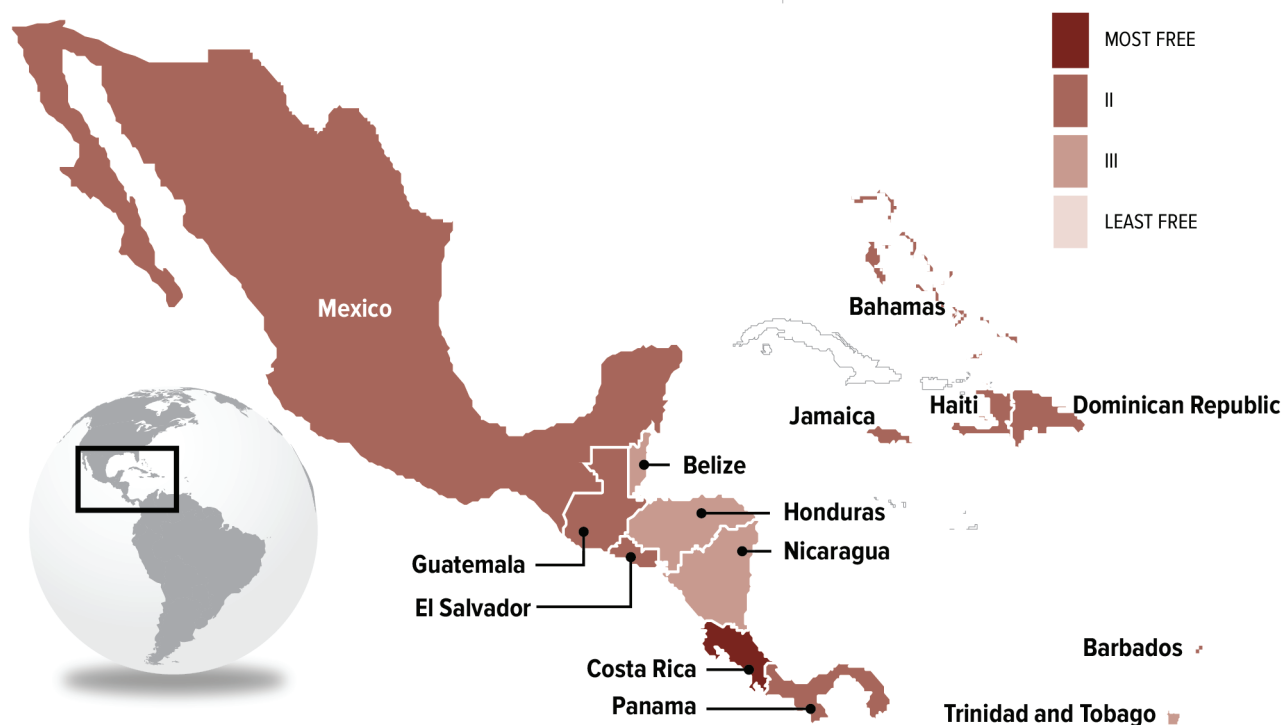 MOST FREE
II
III
LEAST FREE
Mexico
Bahamas
Jamaica
Haiti
Dominican Republic
Belize
Honduras
Nicaragua
Guatemala
El Salvador
Costa Rica
Panama
Barbados
Trinidad and Tobago